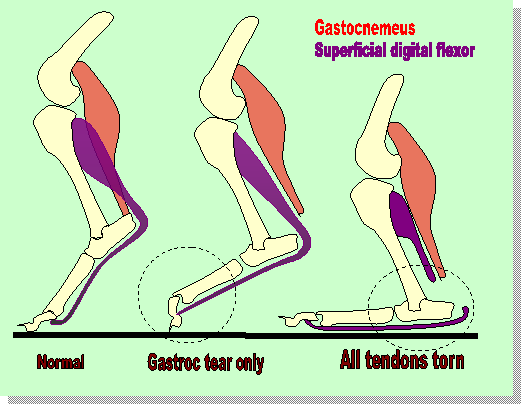 Gastocnemeus
Superficial digital flexor
Normal
Gastroc tear only
All tendons torn